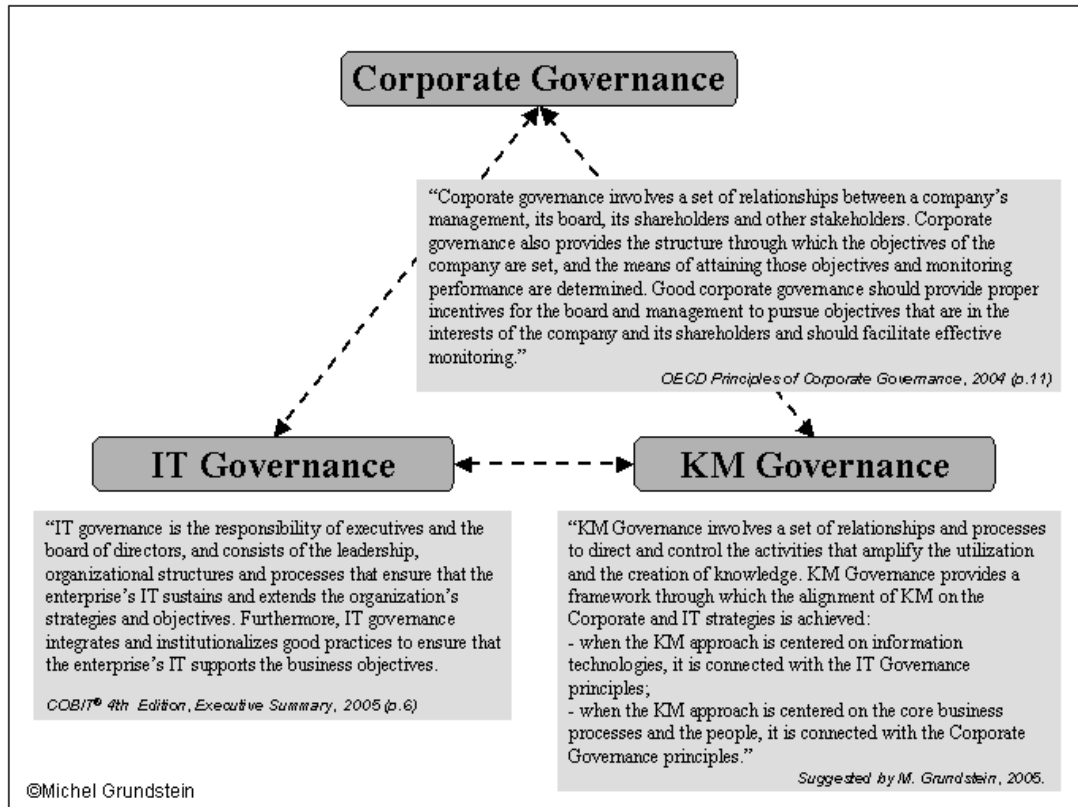 Corporate Governance
“Corporate governance involves a set of relationships between a company’s
management, its board, its shareholders and other stakeholders. Corporate
governance also provides the structure through which the objectives of the
company are set, and the means of attaining those objectives and monitoring
performance are determined. Good corporate governance should provide proper
incentives for the board and management to pursue objectives that are in the
interests of the company and its shareholders and should facilitate effective
monitoring.”
OECD Principles of Corporate Governance, 2004 (p.11)
IT Governance
“IT governance is the responsibility of executives and the
board of directors, and consists of the leadership,
organizational structures and processes that ensure that the
enterprise’s IT sustains and extends the organization’s
strategies and objectives. Furthermore, IT governance
integrates and institutionalizes good practices to ensure that
the enterprise’s IT supports the business objectives.
COBIT® 4th Edition, Executive Summary, 2005 (p.6)
KM Governance
“KM Governance involves a set of relationships and processes
to direct and control the activities that amplify the utilization
and the creation of knowledge. KM Governance provides a
framework through which the alignment of KM on the
Corporate and IT strategies is achieved:
- when the KM approach is centered on information
technologies, it is connected with the IT Governance
principles;
- when the KM approach is centered on the core business
processes and the people, it is connected with the Corporate
Governance principles.”
Suggested by M. Grundstein, 2005.
©Michel Grundstein